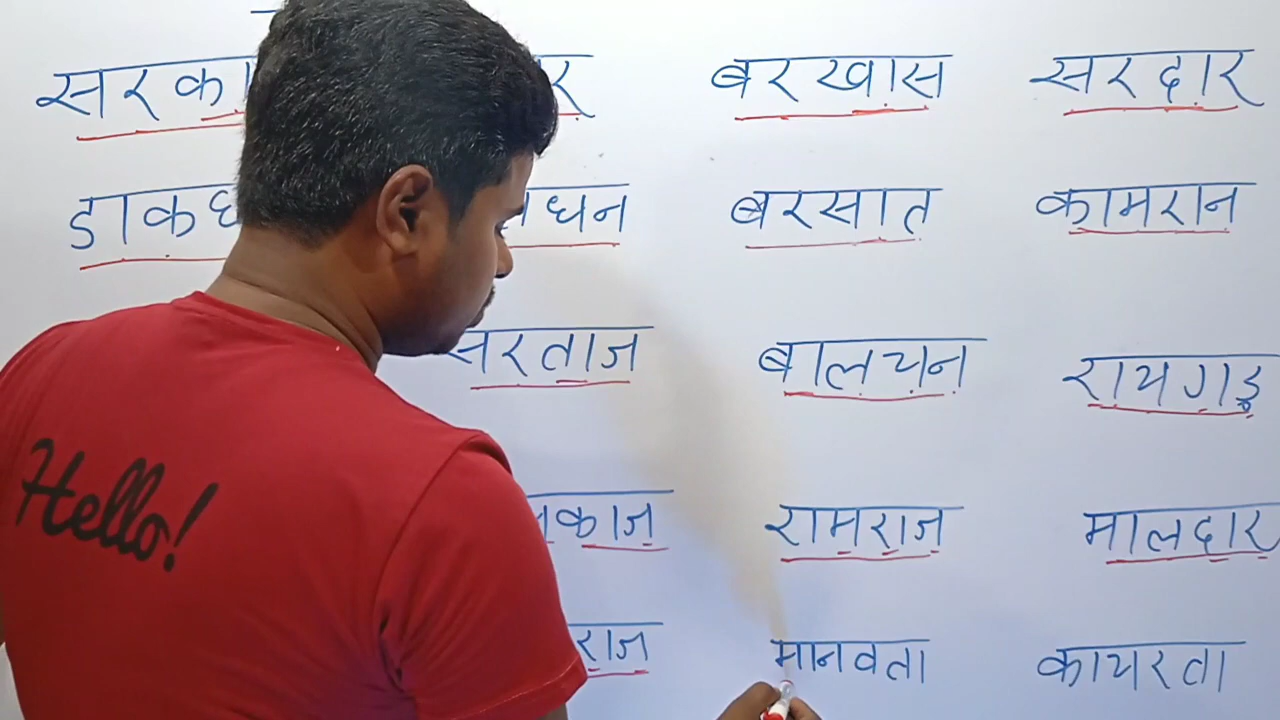 बरखास सरदार
बरसात कामरान
सरताज बालचन रायगढ़
रामराज मालदार
मानवता कायरता
Hello!